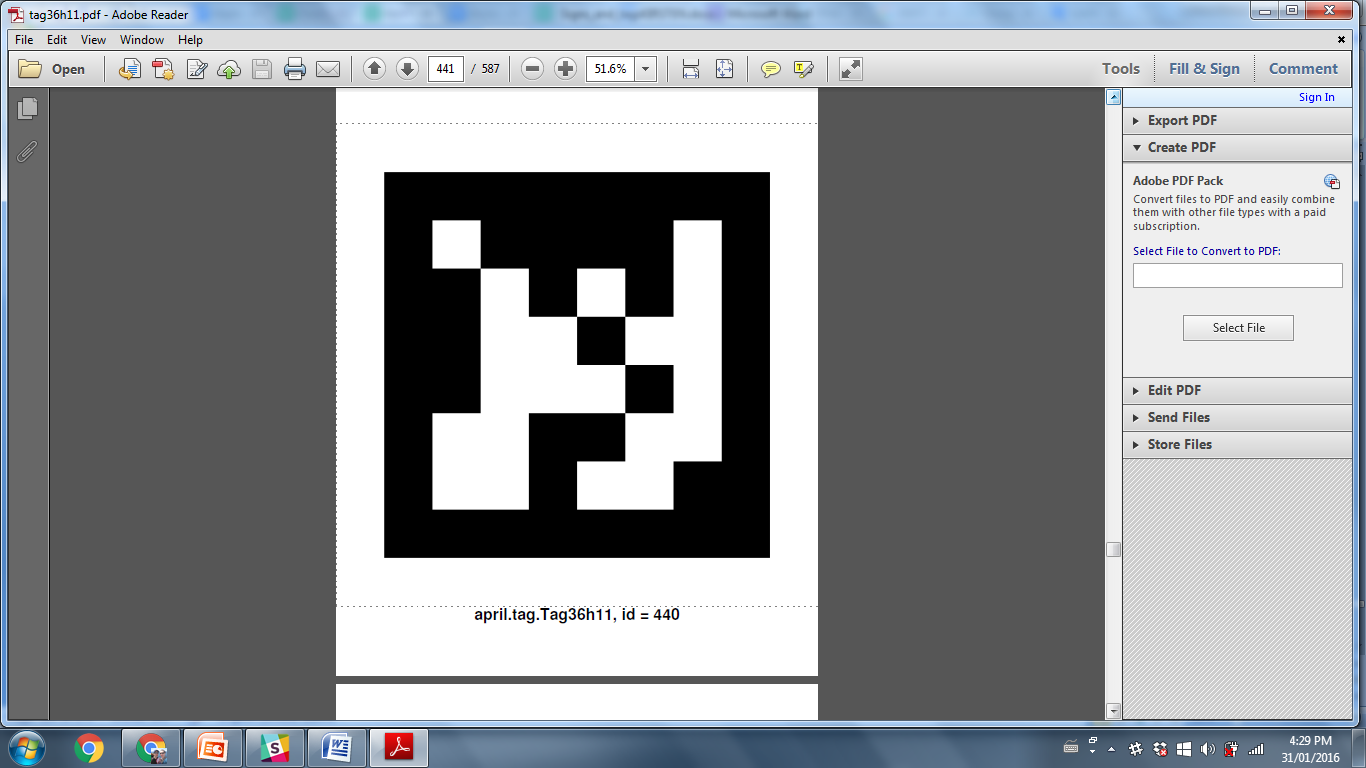 tag36h11.pdf - Adobe Reader
File Edit View Window Help
Open 441 / 587 51.6% Tools Fill & Sign Comment
Sign In
Export PDF
Create PDF
Adobe PDF Pack
Convert files to PDF and easily combine
them with other file types with a paid
subscription.
Select File to Convert to PDF:
Select File
Edit PDF
Send Files
Store Files
april.tag.Tag36h11, id = 440
4:29 PM
31/01/2016